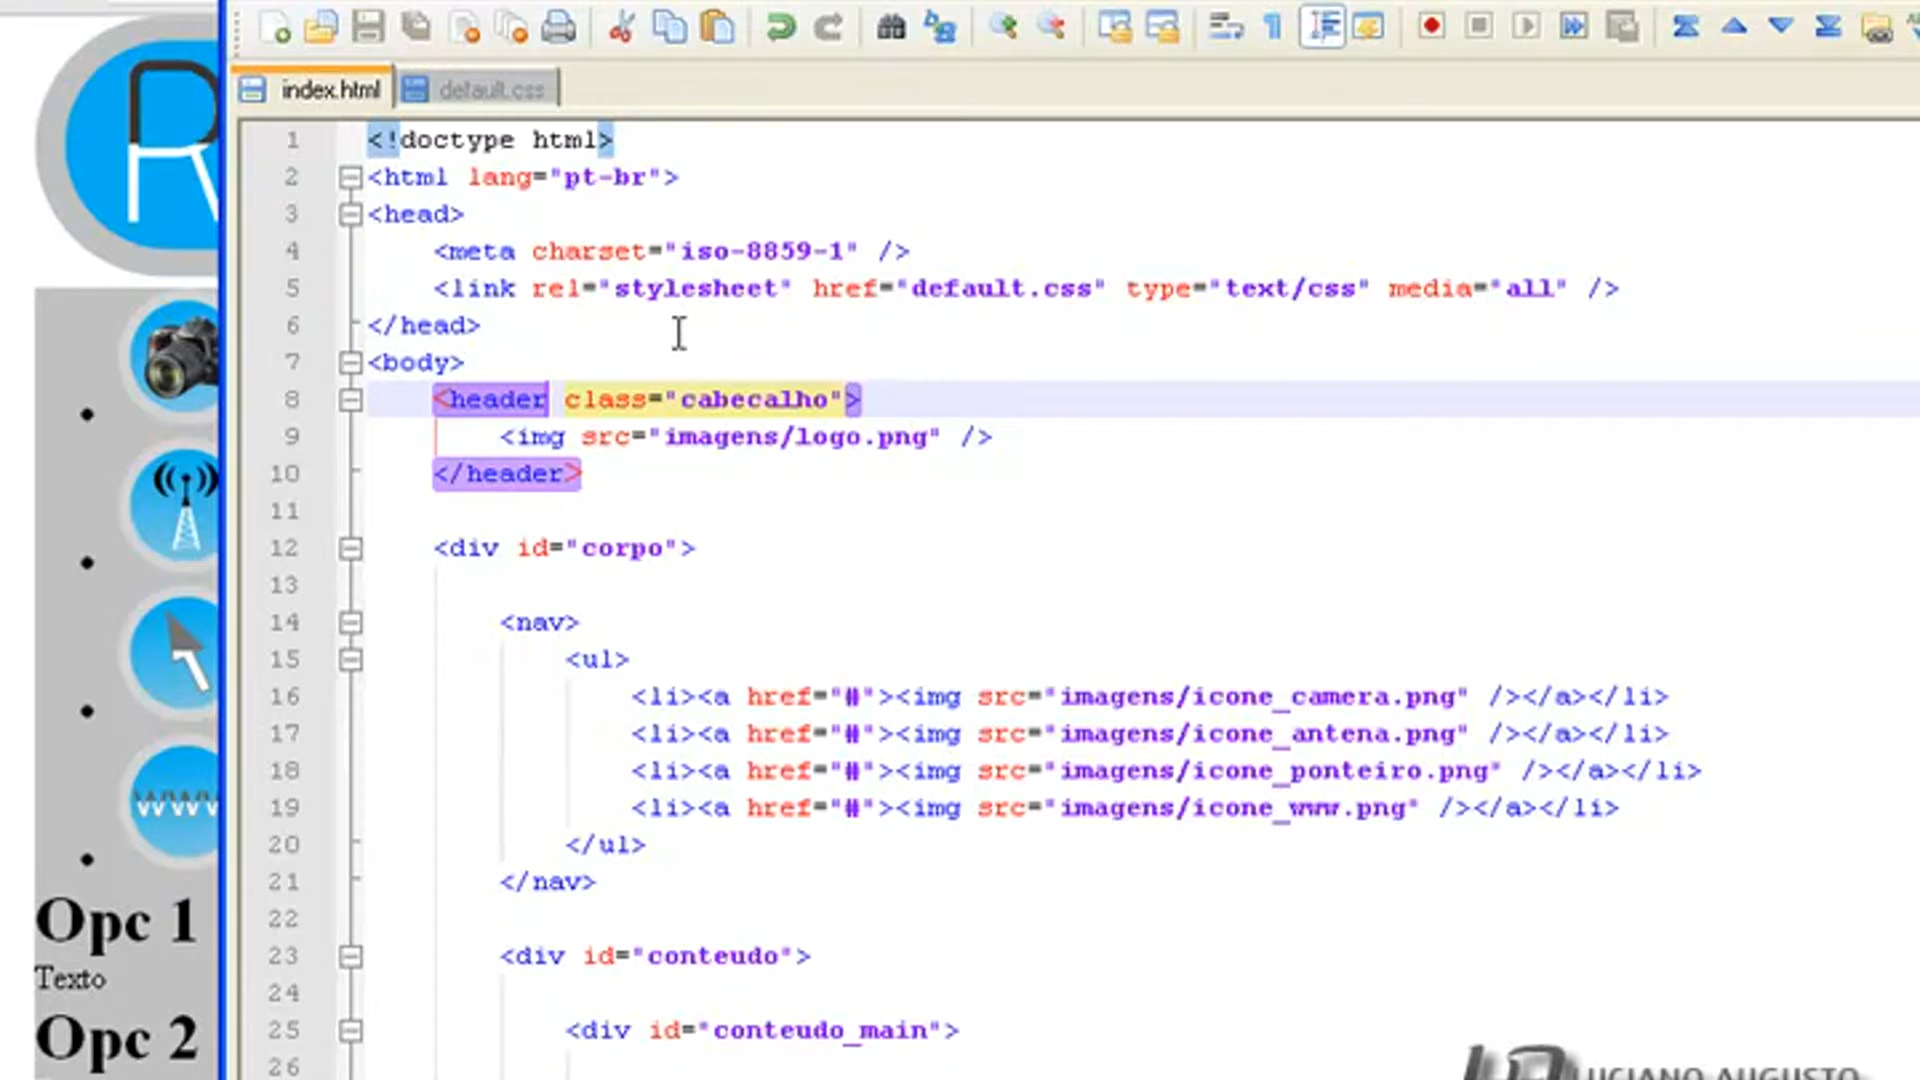 R
index.html default.css
1 <!doctype html>
2 <html lang="pt-br">
3 <head>
4 <meta charset="iso-8859-1" />
5 <link rel="stylesheet" href="default.css" type="text/css" media="all" />
6 </head>
7 <body>
8 <header class="cabecalho">
9 <img src="imagens/logo.png" />
10 </header>
11
12 <div id="corpo">
13
14 <nav>
15 <ul>
16 <li><a href="#"><img src="imagens/icone_camera.png" /></a></li>
17 <li><a href="#"><img src="imagens/icone_antena.png" /></a></li>
18 <li><a href="#"><img src="imagens/icone_ponteiro.png" /></a></li>
19 <li><a href="#"><img src="imagens/icone_www.png" /></a></li>
20 </ul>
21 </nav>
22
23 <div id="conteudo">
24
25 <div id="conteudo_main">
26
www
Opc 1
Texto
Opc 2
LUCIANO AUGUSTO